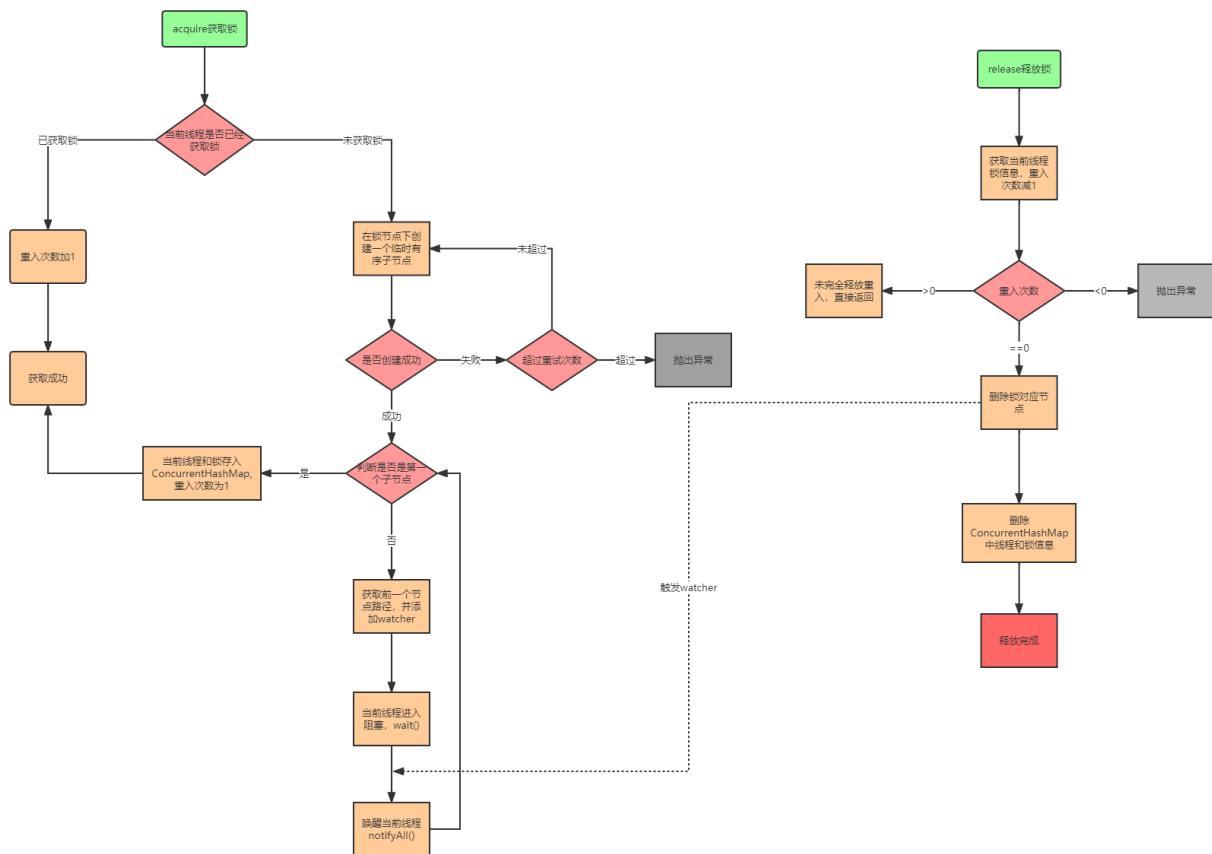 acquire获取锁
当前线程是否已经
获取锁
已获取锁
未获取锁
重入次数加1
获取成功
在锁节点下创
建一个临时有
序子节点
未超过
是否创建成功
失败
超过重试次数
超过
抛出异常
成功
判断是否是第一
个子节点
是
当前线程和锁存入
ConcurrentHashMap,
重入次数为1
否
获取前一个节
点路径，并添
加watcher
当前线程进入
阻塞，wait()
唤醒当前线程
notifyAll()
触发watcher
release释放锁
获取当前线程
锁信息，重入
次数减1
重入次数
>0
未完全释放重
入，直接返回
<0
抛出异常
==0
删除锁对应节
点
删除
ConcurrentHashMap
中线程和锁信息
释放完成